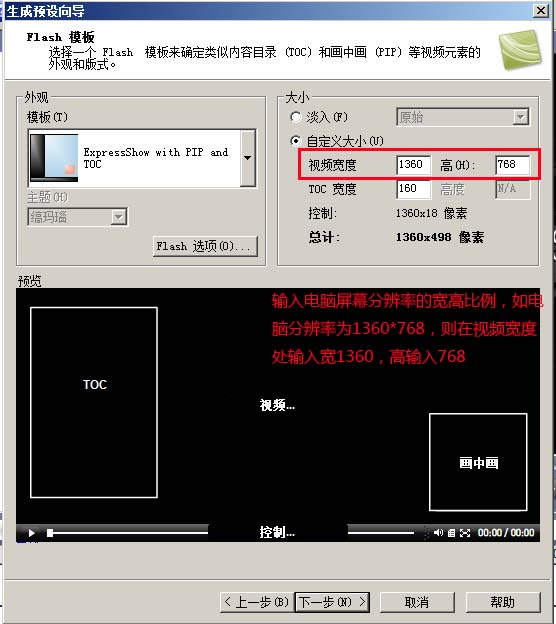 生成预设向导
Flash 模板
选择一个 Flash 模板来确定类似内容目录 (TOC) 和画中画 (PIP) 等视频元素的
外观和版式。
外观
模板(T)
ExpressShow with PIP and
TOC
主题(H)
缟玛瑙
Flash 选项(O)...
大小
淡入(F)
原始
自定义大小(U)
视频宽度 1360 高(H): 768
TOC 宽度 160 高度 N/A
控制: 1360x18 像素
总计: 1360x498 像素
预览
输入电脑屏幕分辨率的宽高比例，如电
脑分辨率为1360*768，则在视频宽度
处输入宽1360，高输入768
TOC
视频...
画中画
控制...
00:00 / 00:00
< 上一步(B)
下一步(N) >
取消
帮助